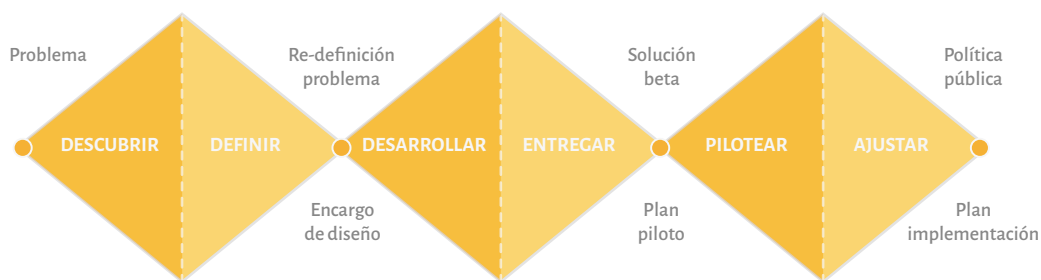 Problema
Re-definición
problema
Solución
beta
Política
pública
DESCUBRIR
DEFINIR
DESARROLLAR
ENTREGAR
PILOTEAR
AJUSTAR
Encargo
de diseño
Plan
piloto
Plan
implementación